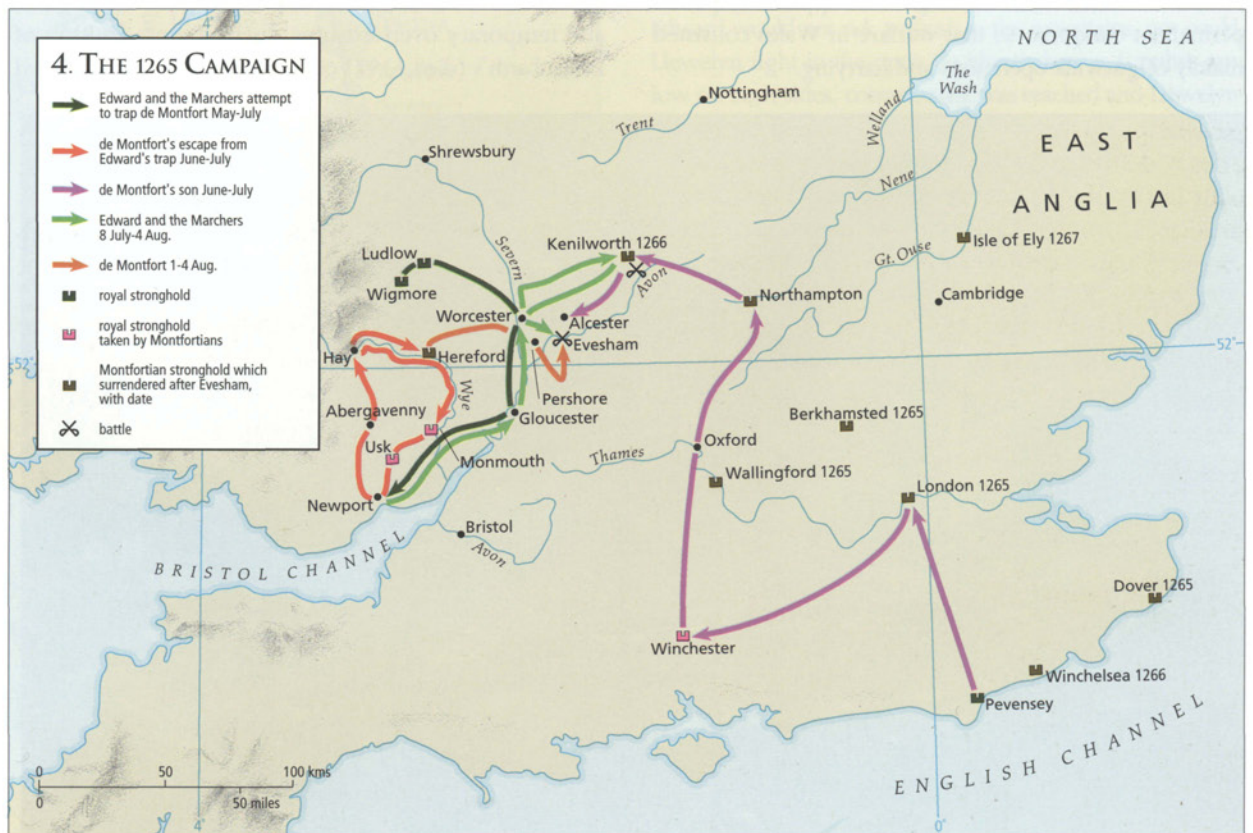 4. THE 1265 CAMPAIGN
Edward and the Marchers attempt
to trap de Montfort May-July
de Montfort's escape from
Edward's trap June-July
de Montfort's son June-July
Edward and the Marchers
8 July-4 Aug.
de Montfort 1-4 Aug.
royal stronghold
royal stronghold
taken by Montfortians
Montfortian stronghold which
surrendered after Evesham,
with date
battle
4°
0°
NORTH SEA
The
Wash
Nottingham
Trent
Welland
EAST
ANGLIA
Shrewsbury
Nene
Severn
Kenilworth 1266
Isle of Ely 1267
Gt. Ouse
Ludlow
Wigmore
Avon
Northampton
Cambridge
Worcester
Alcester
Evesham
52°
52°
Hay
Hereford
Wye
Pershore
Abergavenny
Gloucester
Berkhamsted 1265
Usk
Monmouth
Oxford
Thames
Wallingford 1265
London 1265
Newport
Bristol
Avon
BRISTOL CHANNEL
Dover 1265
Winchester
Winchelsea 1266
Pevensey
ENGLISH CHANNEL
0 50 100 kms
0 50 miles
4°
0°